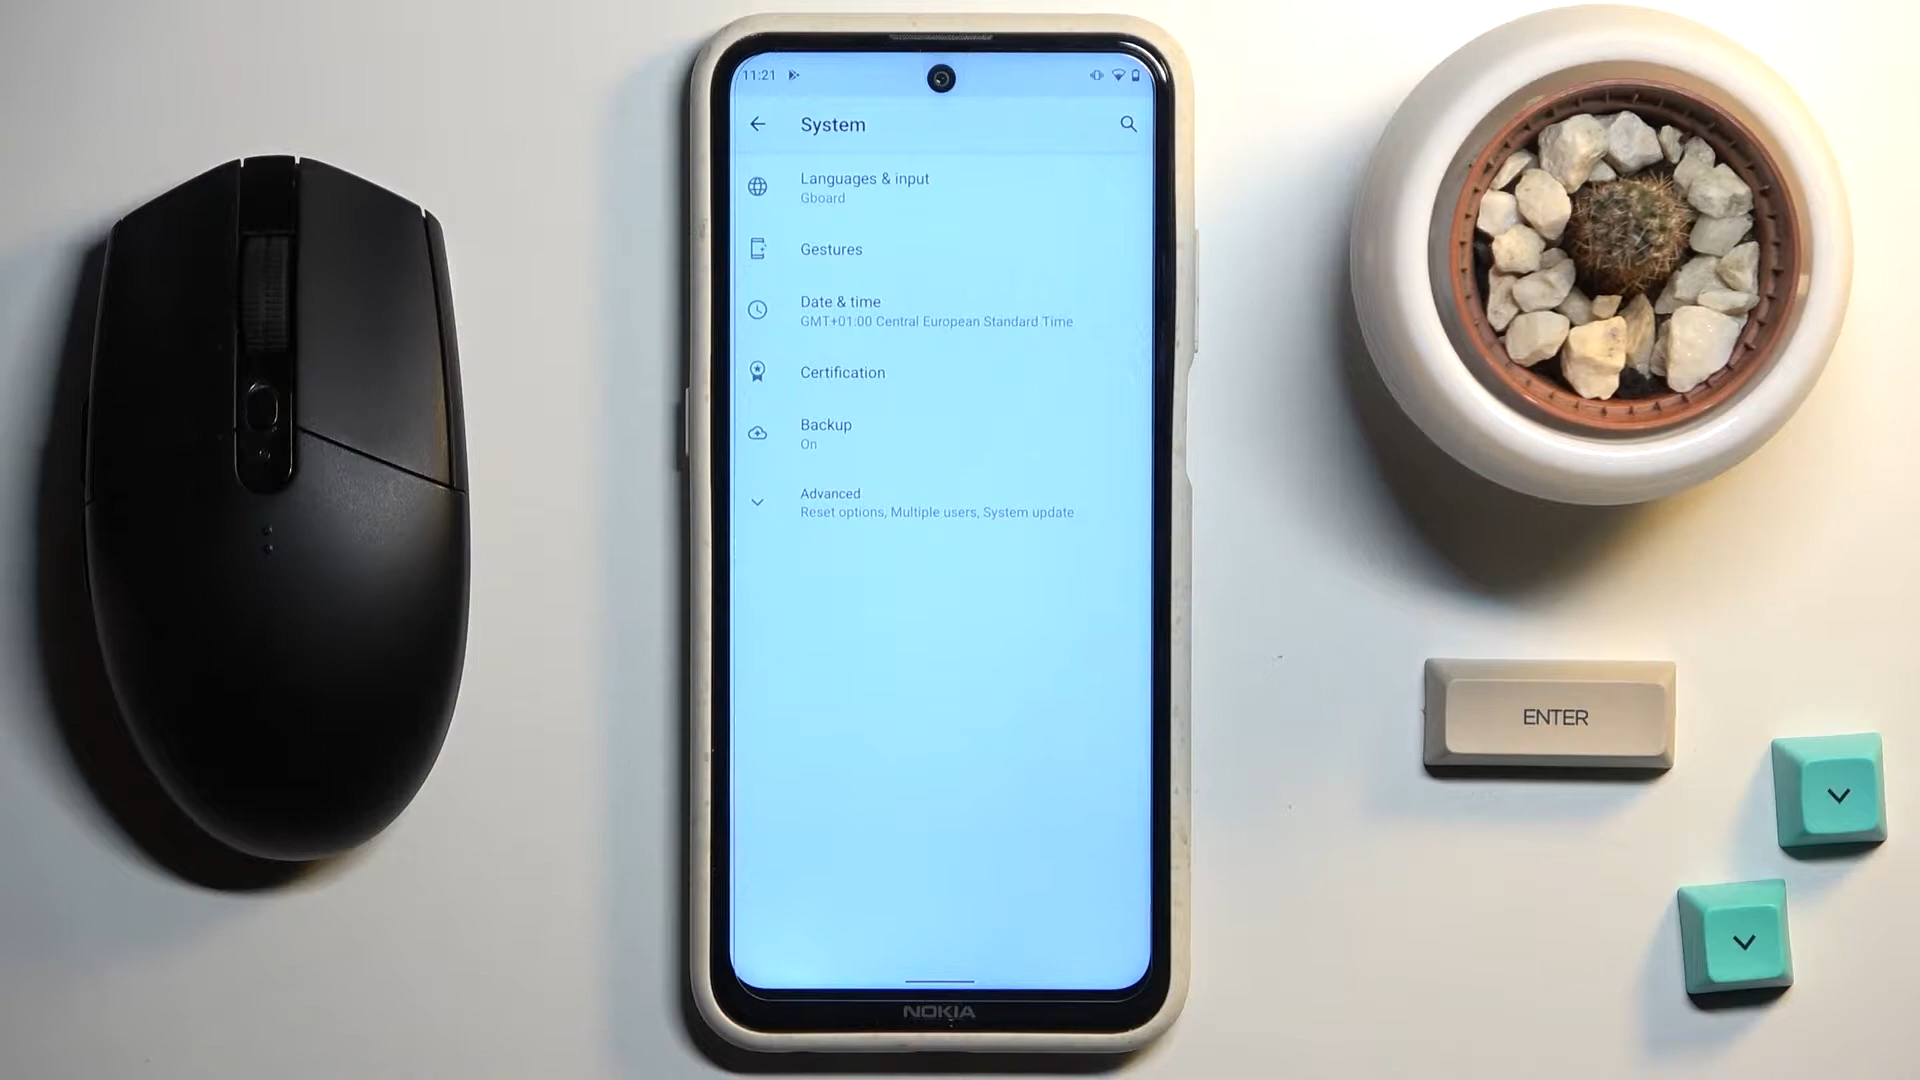 11:21
System
Languages & input
Gboard
Gestures
Date & time
GMT+01:00 Central European Standard Time
Certification
Backup
On
Advanced
Reset options, Multiple users, System update
NOKIA
ENTER